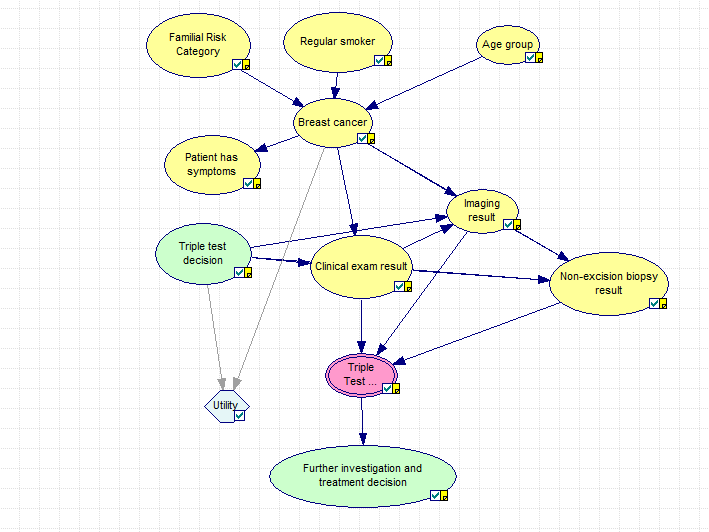 Familial Risk
Category
Regular smoker
Age group
Breast cancer
Patient has
symptoms
Imaging
result
Triple test
decision
Clinical exam result
Non-excision biopsy
result
Triple
Test ...
Utility
Further investigation and
treatment decision